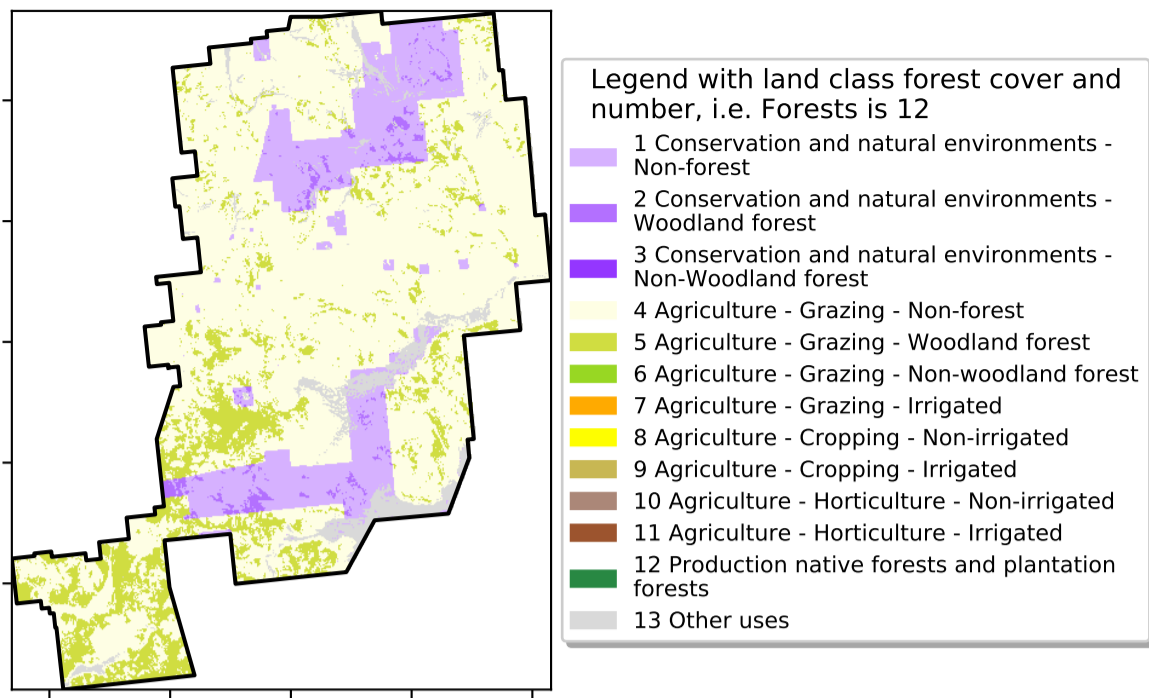 Legend with land class forest cover and
number, i.e. Forests is 12
1 Conservation and natural environments -
Non-forest
2 Conservation and natural environments -
Woodland forest
3 Conservation and natural environments -
Non-Woodland forest
4 Agriculture - Grazing - Non-forest
5 Agriculture - Grazing - Woodland forest
6 Agriculture - Grazing - Non-woodland forest
7 Agriculture - Grazing - Irrigated
8 Agriculture - Cropping - Non-irrigated
9 Agriculture - Cropping - Irrigated
10 Agriculture - Horticulture - Non-irrigated
11 Agriculture - Horticulture - Irrigated
12 Production native forests and plantation
forests
13 Other uses